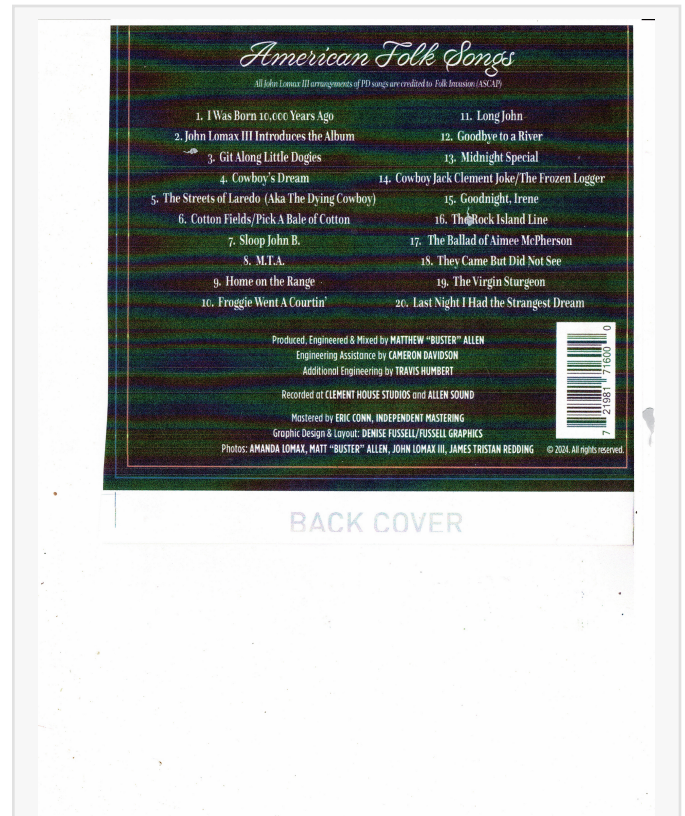 American Folk Songs
All John Lomax III arrangements of PD songs are credited to Folk Invasion (ASCAP)
1. I Was Born 10,000 Years Ago
2. John Lomax III Introduces the Album
3. Git Along Little Dogies
4. Cowboy's Dream
5. The Streets of Laredo (Aka The Dying Cowboy)
6. Cotton Fields/Pick A Bale of Cotton
7. Sloop John B.
8. M.T.A.
9. Home on the Range
10. Froggie Went A Courtin'
11. Long John
12. Goodbye to a River
13. Midnight Special
14. Cowboy Jack Clement Joke/The Frozen Logger
15. Goodnight, Irene
16. The Rock Island Line
17. The Ballad of Aimee McPherson
18. They Came But Did Not See
19. The Virgin Sturgeon
20. Last Night I Had the Strangest Dream
Produced, Engineered & Mixed by MATTHEW "BUSTER" ALLEN
Engineering Assistance by CAMERON DAVIDSON
Additional Engineering by TRAVIS HUMBERT
Recorded at CLEMENT HOUSE STUDIOS and ALLEN SOUND
Mastered by ERIC CONN, INDEPENDENT MASTERING
Graphic Design & Layout: DENISE FUSSELL/FUSSELL GRAPHICS
Photos: AMANDA LOMAX, MATT "BUSTER" ALLEN, JOHN LOMAX III, JAMES TRISTAN REDDING
© 2024. All rights reserved.
7 21981 71600 0
BACK COVER